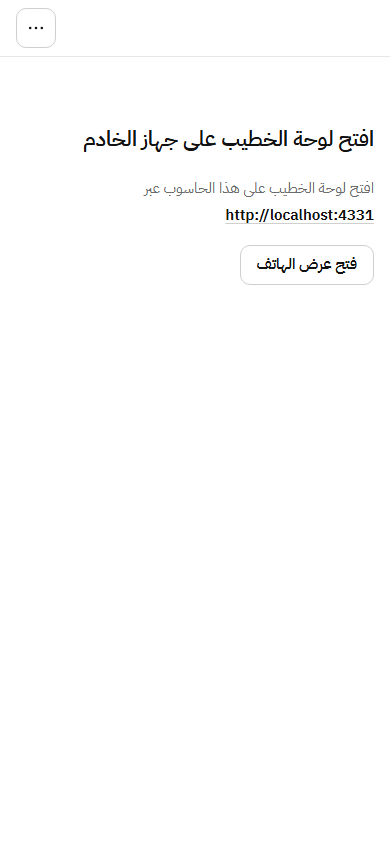 افتح لوحة الخطيب على جهاز الخادم
افتح لوحة الخطيب على هذا الحاسوب عبر
http://localhost:4331
فتح عرض الهاتف